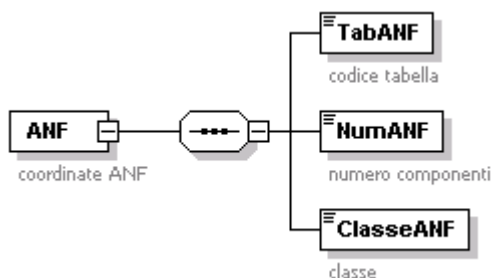 TabANF
codice tabella
ANF
coordinate ANF
NumANF
numero componenti
ClasseANF
classe